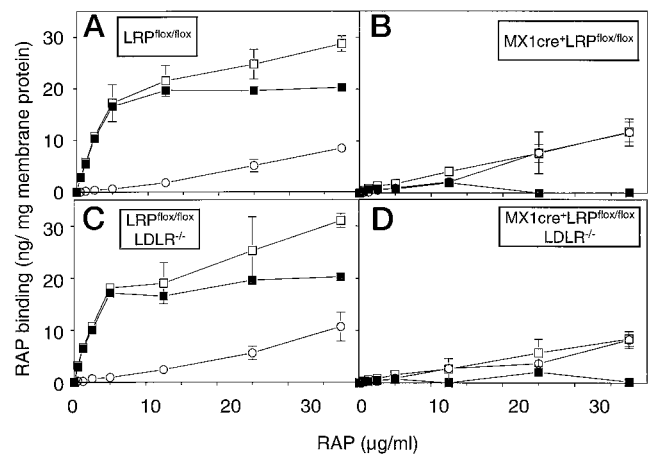 A
LRPflox/flox
B
MX1cre+LRPflox/flox
40
30
20
10
0
C
LRPflox/flox
LDLR-/-
D
MX1cre+LRPflox/flox
LDLR-/-
30
20
10
0
0 10 20 30 0 10 20 30
RAP binding (ng/ mg membrane protein)
RAP (µg/ml)